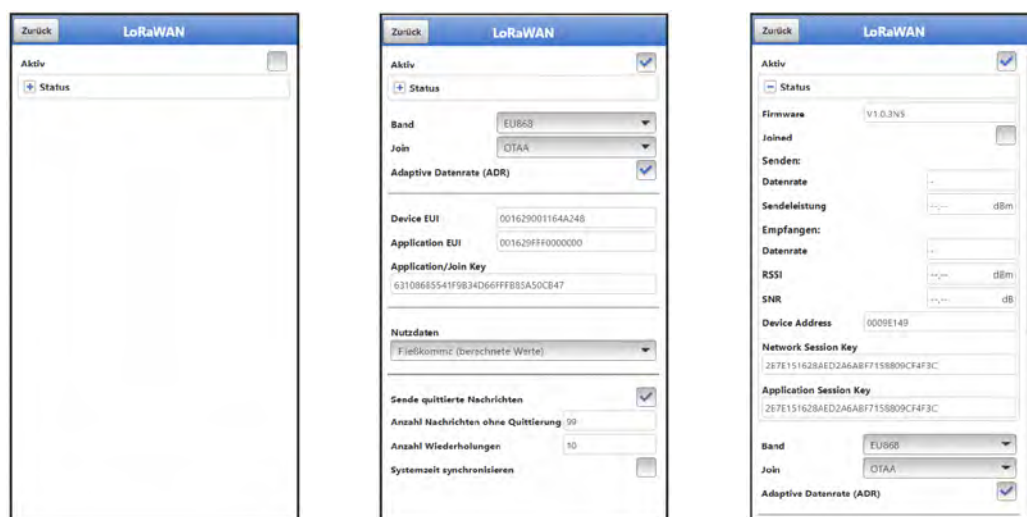 Zurück LoRaWAN
Aktiv
Status
Zurück LoRaWAN
Aktiv
Status
Band EU868
Join OTAA
Adaptive Datenrate (ADR)
Device EUI 001629001164A248
Application EUI 001629FFF0000000
Application/Join Key
63108685541F9B34D66FFFB85A50CB47
Nutzdaten
Fließkomma (berechnete Werte)
Sende quittierte Nachrichten
Anzahl Nachrichten ohne Quittierung 99
Anzahl Wiederholungen 10
Systemzeit synchronisieren
Zurück LoRaWAN
Aktiv
Status
Firmware V1.0.3NS
Joined
Senden:
Datenrate -
Sendeleistung --,-- dBm
Empfangen:
Datenrate -
RSSI --,-- dBm
SNR --,-- dB
Device Address 0009E149
Network Session Key
2E7E151628AED2A6ABF7158809CF4F3C
Application Session Key
2E7E151628AED2A6ABF7158809CF4F3C
Band EU868
Join OTAA
Adaptive Datenrate (ADR)